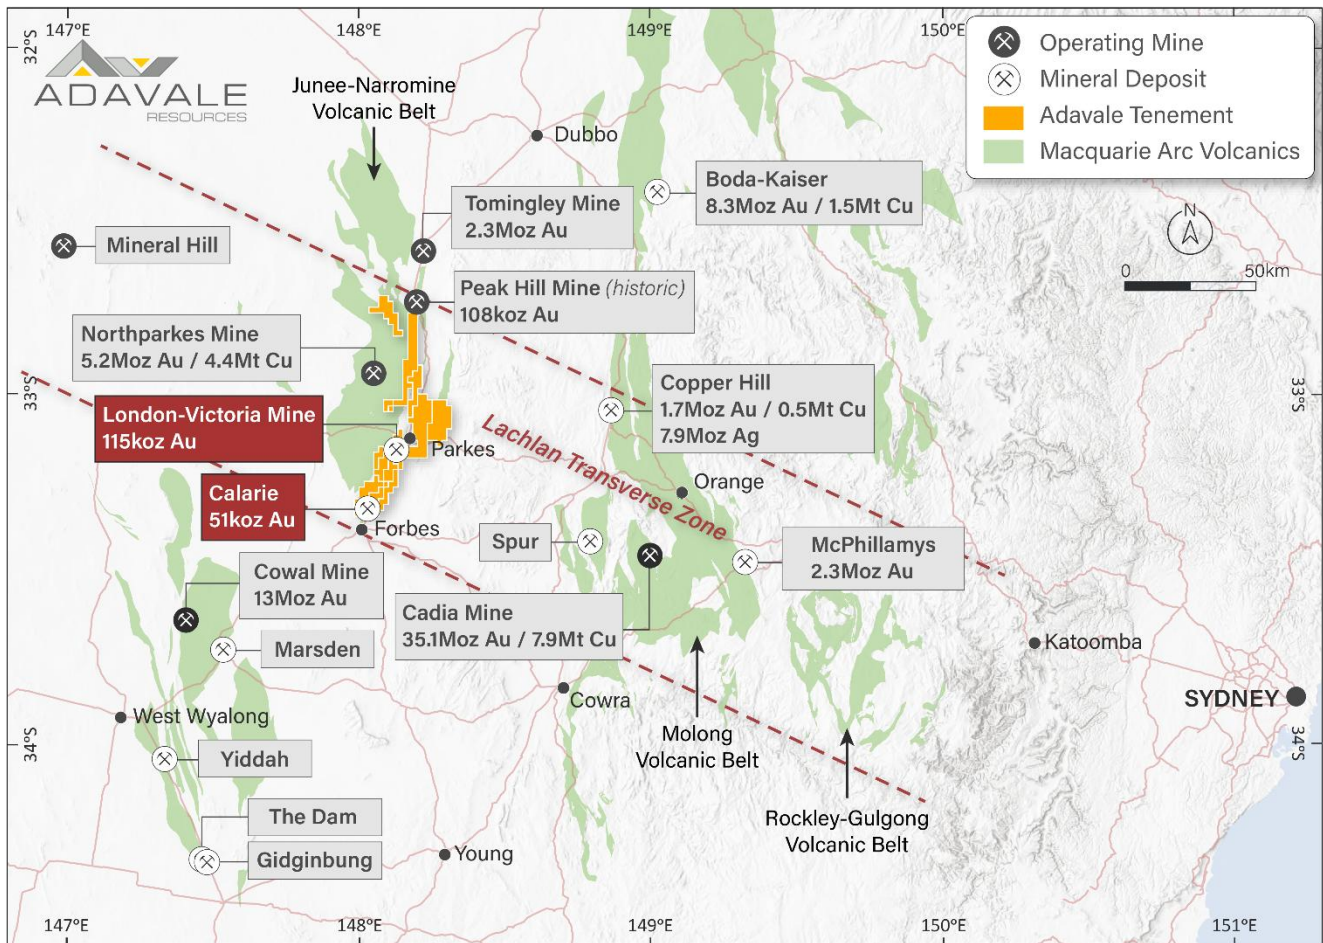 147°E
148°E
149°E
150°E
32°S
ADAVALE
RESOURCES
Operating Mine
Mineral Deposit
Adavale Tenement
Macquarie Arc Volcanics
N
0
50km
Junee-Narromine
Volcanic Belt
Dubbo
Boda-Kaiser
8.3Moz Au / 1.5Mt Cu
Tomingley Mine
2.3Moz Au
Mineral Hill
Peak Hill Mine (historic)
108koz Au
Northparkes Mine
5.2Moz Au / 4.4Mt Cu
33°S
33°S
Copper Hill
1.7Moz Au / 0.5Mt Cu
7.9Moz Ag
London-Victoria Mine
115koz Au
Parkes
Lachlan Transverse Zone
Orange
Calarie
51koz Au
Forbes
Spur
McPhillamys
2.3Moz Au
Cowal Mine
13Moz Au
Cadia Mine
35.1Moz Au / 7.9Mt Cu
Marsden
Katoomba
SYDNEY
Cowra
West Wyalong
Molong
Volcanic Belt
34°S
34°S
Yiddah
Rockley-Gulgong
Volcanic Belt
The Dam
Gidginbung
Young
147°E
148°E
149°E
150°E
151°E